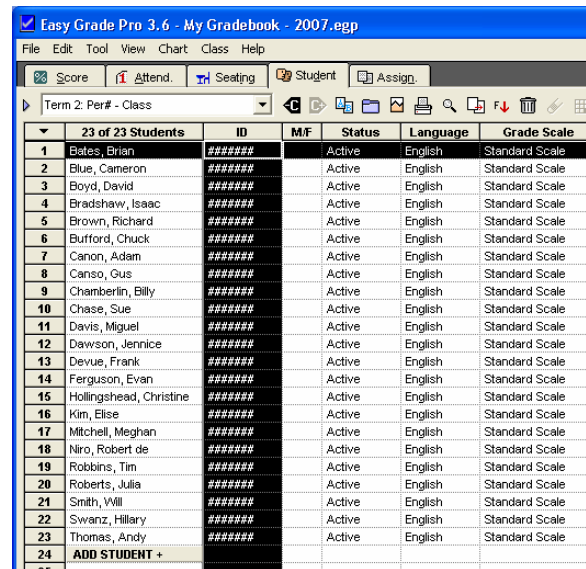 Easy Grade Pro 3.6 - My Gradebook - 2007.egp
File Edit Tool View Chart Class Help
Score Attend. Seating Student Assign.
Term 2: Per# - Class
23 of 23 Students ID M/F Status Language Grade Scale
1 Bates, Brian ####### Active English Standard Scale
2 Blue, Cameron ####### Active English Standard Scale
3 Boyd, David ####### Active English Standard Scale
4 Bradshaw, Isaac ####### Active English Standard Scale
5 Brown, Richard ####### Active English Standard Scale
6 Bufford, Chuck ####### Active English Standard Scale
7 Canon, Adam ####### Active English Standard Scale
8 Canso, Gus ####### Active English Standard Scale
9 Chamberlin, Billy ####### Active English Standard Scale
10 Chase, Sue ####### Active English Standard Scale
11 Davis, Miguel ####### Active English Standard Scale
12 Dawson, Jennice ####### Active English Standard Scale
13 Devue, Frank ####### Active English Standard Scale
14 Ferguson, Evan ####### Active English Standard Scale
15 Hollingshead, Christine ####### Active English Standard Scale
16 Kim, Elise ####### Active English Standard Scale
17 Mitchell, Meghan ####### Active English Standard Scale
18 Niro, Robert de ####### Active English Standard Scale
19 Robbins, Tim ####### Active English Standard Scale
20 Roberts, Julia ####### Active English Standard Scale
21 Smith, Will ####### Active English Standard Scale
22 Swanz, Hillary ####### Active English Standard Scale
23 Thomas, Andy ####### Active English Standard Scale
24 ADD STUDENT +